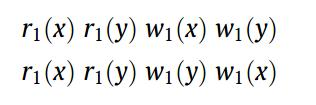 r₁(x) r₁(y) w₁(x) w₁(y)
r₁(x) r₁(y) w₁(y) w₁(x)